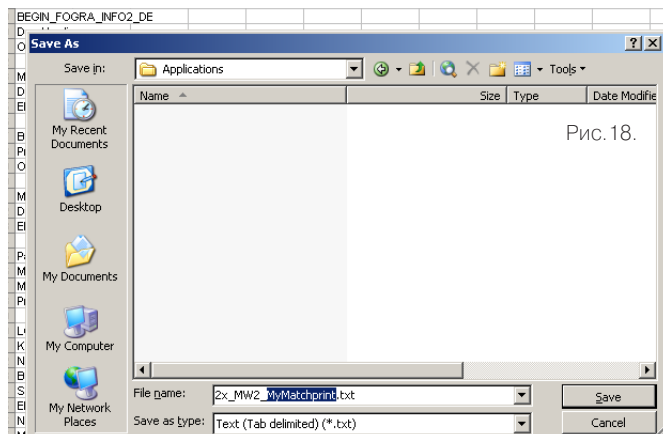 BEGIN_FOGRA_INFO2_DE
Save As
Save in:
Applications
Tools
Name
Size
Type
Date Modifie
My Recent
Documents
Desktop
My Documents
My Computer
My Network
Places
Рис.18.
File name:
2x_MW2_MyMatchprint.txt
Save
Save as type:
Text (Tab delimited) (*.txt)
Cancel